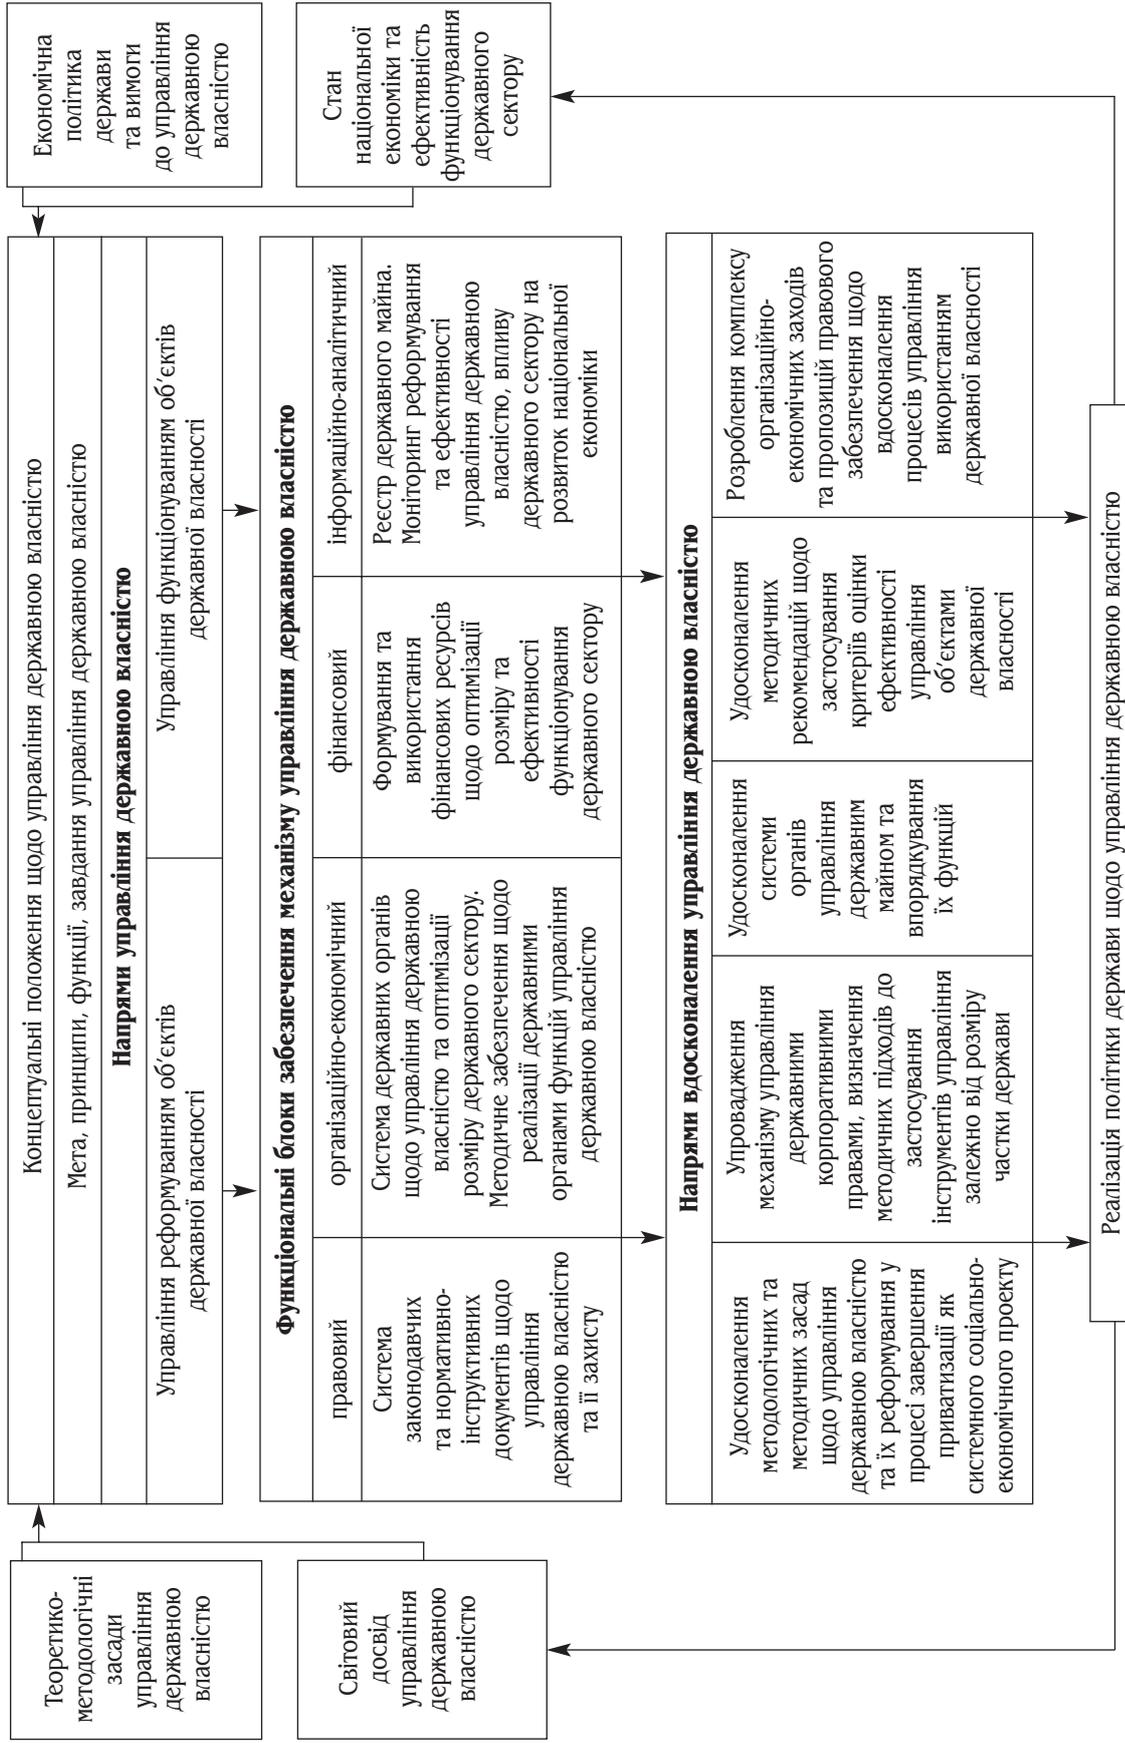 Теоретико-
методологічні
засади
управління
державною
власністю
Світовий
досвід
управління
державною
власністю
Концептуальні положення щодо управління державною власністю
Мета, принципи, функції, завдання управління державною власністю
Напрями управління державною власністю
Управління реформуванням об’єктів
державної власності
Управління функціонуванням об’єктів
державної власності
Економічна
політика
держави
та вимоги
до управління
державною
власністю
Стан
національної
економіки та
ефективність
функціонування
державного
сектору
Функціональні блоки забезпечення механізму управління державною власністю
правовий
організаційно-економічний
фінансовий
інформаційно-аналітичний
Система
законодавчих
та нормативно-
інструктивних
документів щодо
управління
державною власністю
та її захисту
Система державних органів
щодо управління державною
власністю та оптимізації
розміру державного сектору.
Методичне забезпечення щодо
реалізації державними
органами функцій управління
державною власністю
Формування та
використання
фінансових ресурсів
щодо оптимізації
розміру та
ефективності
функціонування
державного сектору
Реєстр державного майна.
Моніторинг реформування
та ефективності
управління державною
власністю, впливу
державного сектору на
розвиток національної
економіки
Напрями вдосконалення управління державною власністю
Удосконалення
методологічних та
методичних засад
щодо управління
державною власністю
та їх реформування у
процесі завершення
приватизації як
системного соціально-
економічного проекту
Упровадження
механізму управління
державними
корпоративними
правами, визначення
методичних підходів до
застосування
інструментів управління
залежно від розміру
частки держави
Удосконалення
системи
органів
управління
державним
майном та
впорядкування
їх функцій
Удосконалення
методичних
рекомендацій щодо
застосування
критеріїв оцінки
ефективності
управління
об’єктами
державної
власності
Розроблення комплексу
організаційно-
економічних заходів
та пропозицій правового
забезпечення щодо
вдосконалення
процесів управління
використанням
державної власності
Реалізація політики держави щодо управління державною власністю